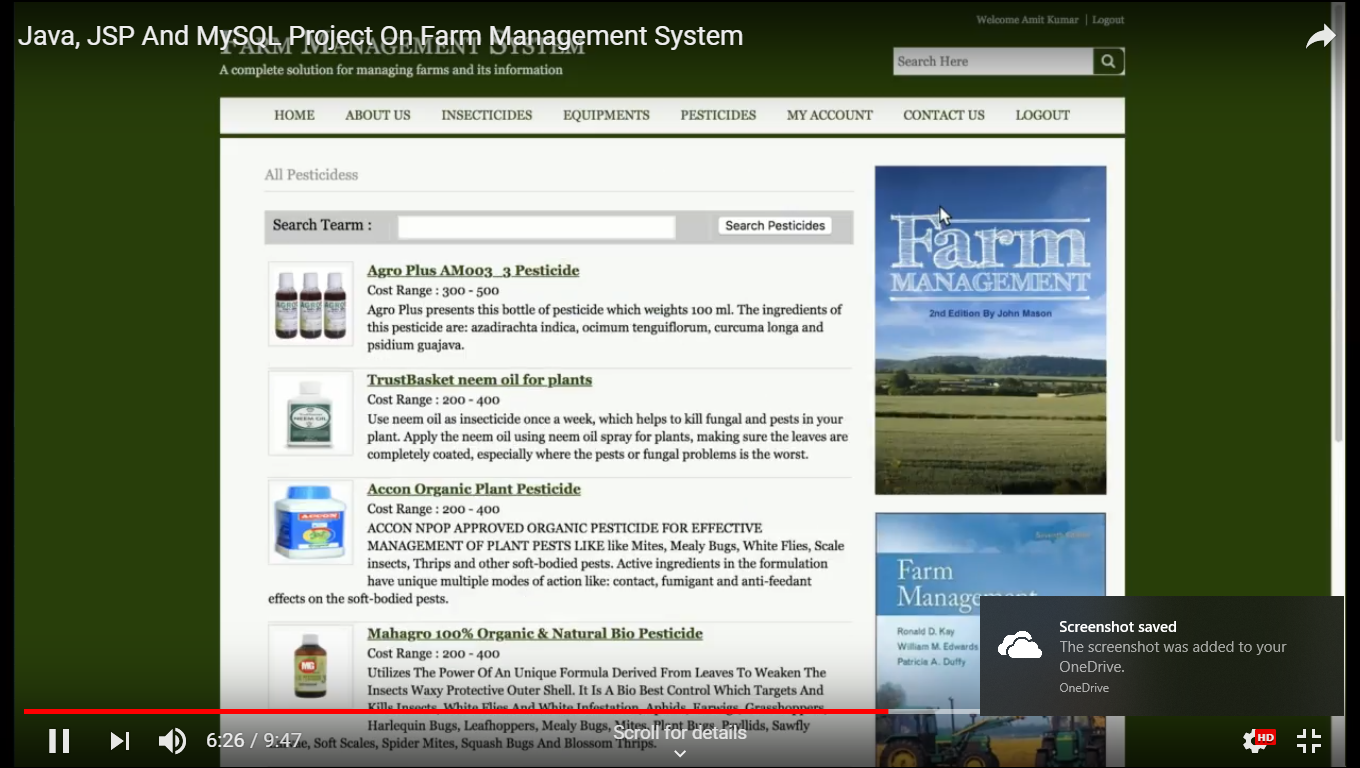 Java, JSP And MySQL Project On Farm Management System
Welcome Amit Kumar | Logout
FARM MANAGEMENT SYSTEM
A complete solution for managing farms and its information
Search Here
HOME ABOUT US INSECTICIDES EQUIPMENTS PESTICIDES MY ACCOUNT CONTACT US LOGOUT
All Pesticidess
Search Tearm :
Search Pesticides
Agro Plus AM003_3 Pesticide
Cost Range : 300 - 500
Agro Plus presents this bottle of pesticide which weights 100 ml. The ingredients of
this pesticide are: azadirachta indica, ocimum tenguiflorum, curcuma longa and
psidium guajava.
TrustBasket neem oil for plants
Cost Range : 200 - 400
Use neem oil as insecticide once a week, which helps to kill fungal and pests in your
plant. Apply the neem oil using neem oil spray for plants, making sure the leaves are
completely coated, especially where the pests or fungal problems is the worst.
NEEM OIL
Accon Organic Plant Pesticide
Cost Range : 200 - 400
ACCON NPOP APPROVED ORGANIC PESTICIDE FOR EFFECTIVE
MANAGEMENT OF PLANT PESTS LIKE like Mites, Mealy Bugs, White Flies, Scale
insects, Thrips and other soft-bodied pests. Active ingredients in the formulation
have unique multiple modes of action like: contact, fumigant and anti-feedant
effects on the soft-bodied pests.
ACCON
Mahagro 100% Organic & Natural Bio Pesticide
Cost Range : 200 - 400
Utilizes The Power Of An Unique Formula Derived From Leaves To Weaken The
Insects Waxy Protective Outer Shell. It Is A Bio Best Control Which Targets And
Kills Insects, White Flies And White Infestation, Aphids, Earwigs, Grasshoppers,
Harlequin Bugs, Leafhoppers, Mealy Bugs, Mites, Plant Bugs, Psyllids, Sawfly
Soft Scales, Spider Mites, Squash Bugs And Blossom Thrips.
MG
Farm
MANAGEMENT
2nd Edition By John Mason
Farm
Management
Ronald D. Kay
William M. Edwards
Patricia A. Duffy
Screenshot saved
The screenshot was added to your
OneDrive.
OneDrive
6:26 / 9:47
Scroll for details
HD